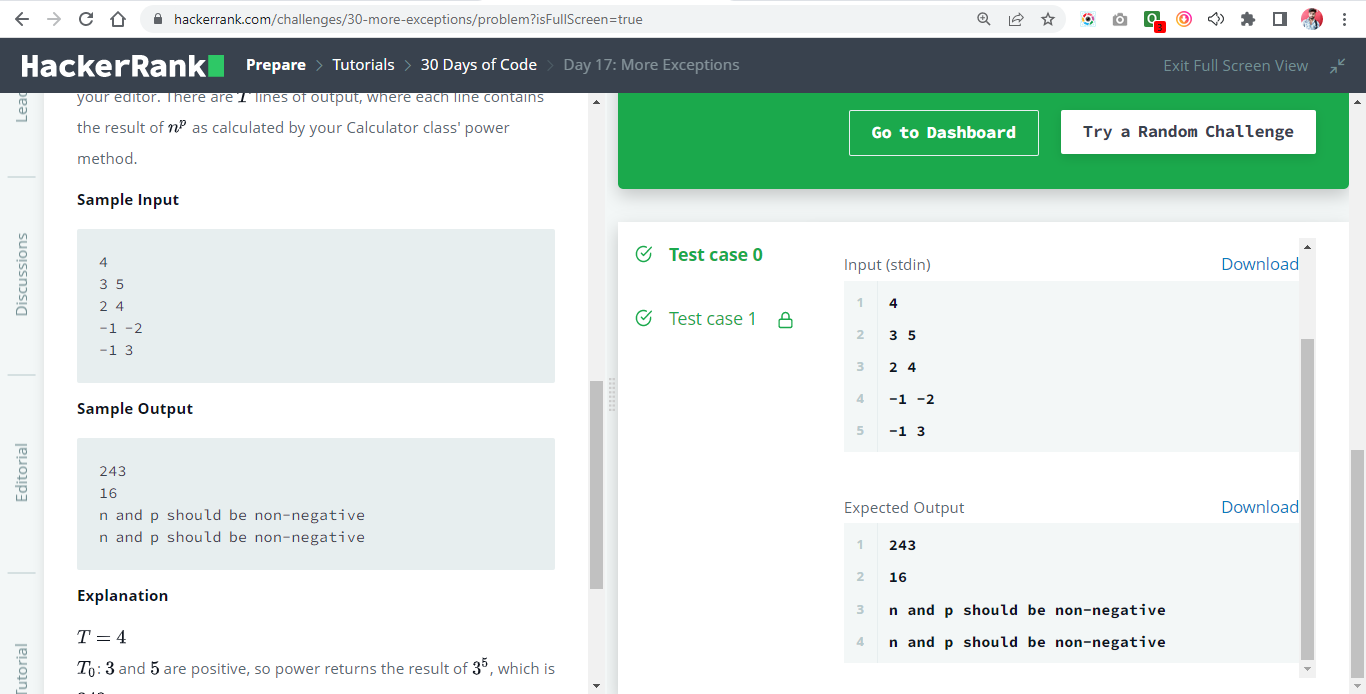 hackerrank.com/challenges/30-more-exceptions/problem?isFullScreen=true
3
HackerRank
Prepare > Tutorials > 30 Days of Code > Day 17: More Exceptions
Exit Full Screen View
Discussions
Editorial
Tutorial
your editor. There are T lines of output, where each line contains
the result of n^p as calculated by your Calculator class' power
method.
Sample Input
4
3 5
2 4
-1 -2
-1 3
Sample Output
243
16
n and p should be non-negative
n and p should be non-negative
Explanation
T = 4
T₀: 3 and 5 are positive, so power returns the result of 3⁵, which is
Go to Dashboard
Try a Random Challenge
Test case 0
Test case 1
Input (stdin)
Download
1 4
2 3 5
3 2 4
4 -1 -2
5 -1 3
Expected Output
Download
1 243
2 16
3 n and p should be non-negative
4 n and p should be non-negative